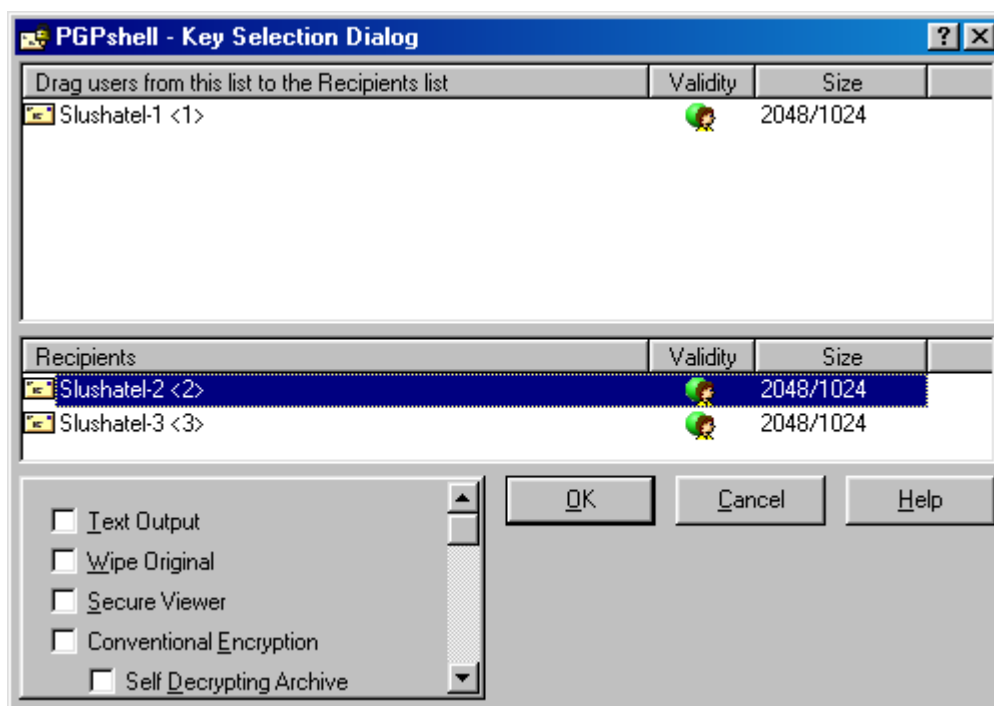 PGPshell - Key Selection Dialog
Drag users from this list to the Recipients list Validity Size
Slushatel-1 <1> 2048/1024
Recipients Validity Size
Slushatel-2 <2> 2048/1024
Slushatel-3 <3> 2048/1024
OK Cancel Help
Text Output
Wipe Original
Secure Viewer
Conventional Encryption
Self Decrypting Archive